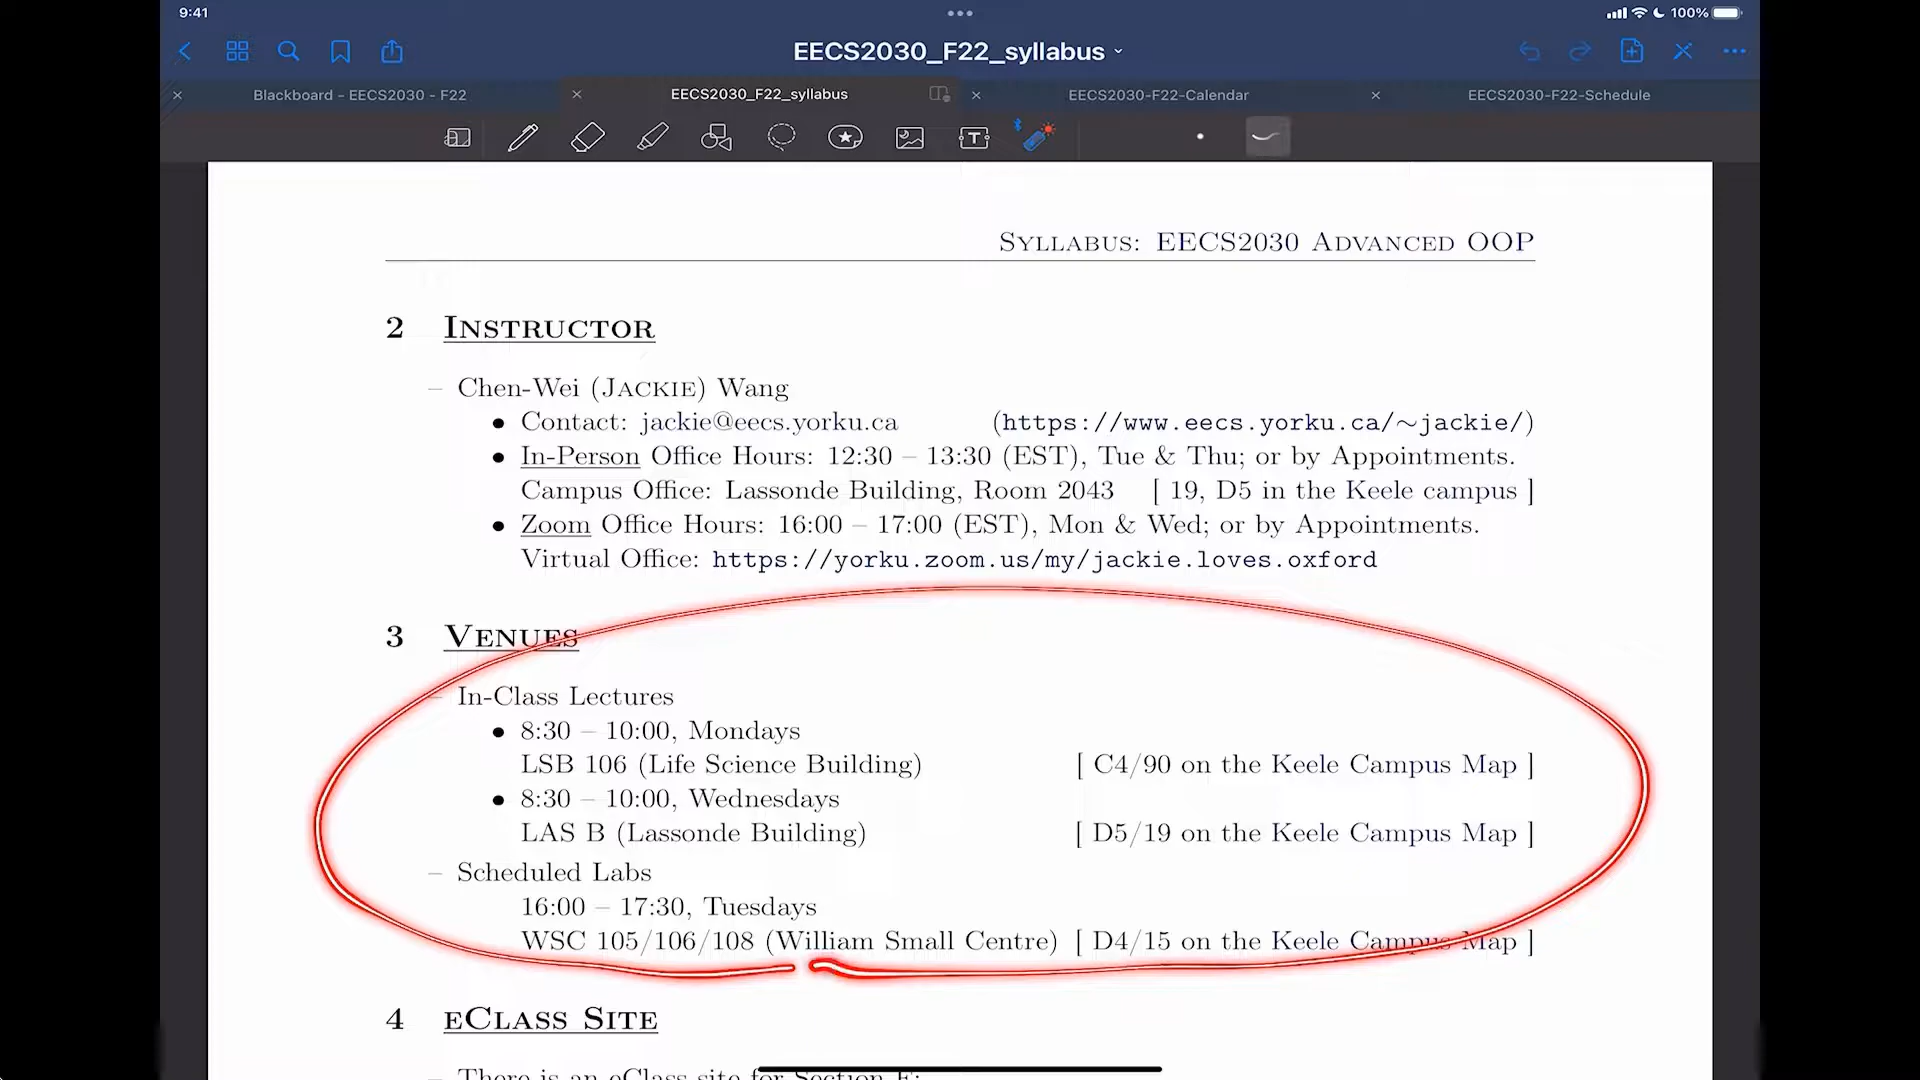 9:41
100%
EECS2030_F22_syllabus
Blackboard - EECS2030 - F22
EECS2030_F22_syllabus
EECS2030-F22-Calendar
EECS2030-F22-Schedule
SYLLABUS: EECS2030 ADVANCED OOP
2 INSTRUCTOR
– Chen-Wei (JACKIE) Wang
• Contact: jackie@eecs.yorku.ca (https://www.eecs.yorku.ca/~jackie/)
• In-Person Office Hours: 12:30 – 13:30 (EST), Tue & Thu; or by Appointments.
Campus Office: Lassonde Building, Room 2043 [ 19, D5 in the Keele campus ]
• Zoom Office Hours: 16:00 – 17:00 (EST), Mon & Wed; or by Appointments.
Virtual Office: https://yorku.zoom.us/my/jackie.loves.oxford
3 VENUES
– In-Class Lectures
• 8:30 – 10:00, Mondays
LSB 106 (Life Science Building) [ C4/90 on the Keele Campus Map ]
• 8:30 – 10:00, Wednesdays
LAS B (Lassonde Building) [ D5/19 on the Keele Campus Map ]
– Scheduled Labs
16:00 – 17:30, Tuesdays
WSC 105/106/108 (William Small Centre) [ D4/15 on the Keele Campus Map ]
4 ECLASS SITE
– There is an eClass site for Section E: